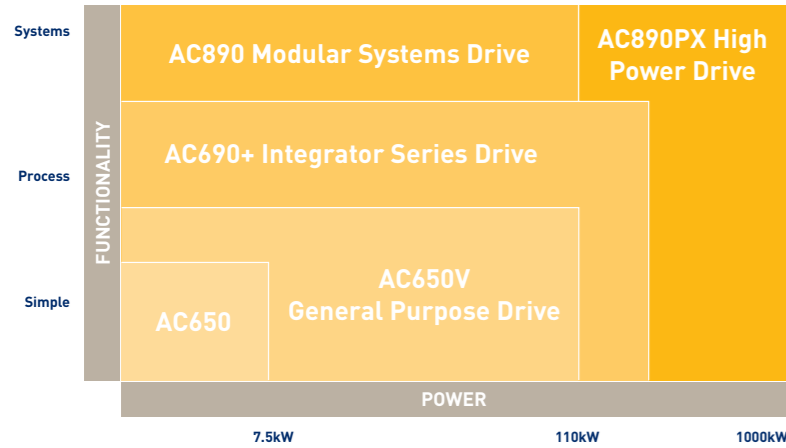 Systems
AC890 Modular Systems Drive
AC890PX High
Power Drive
FUNCTIONALITY
Process
AC690+ Integrator Series Drive
Simple
AC650
AC650V
General Purpose Drive
POWER
7.5kW
110kW
1000kW